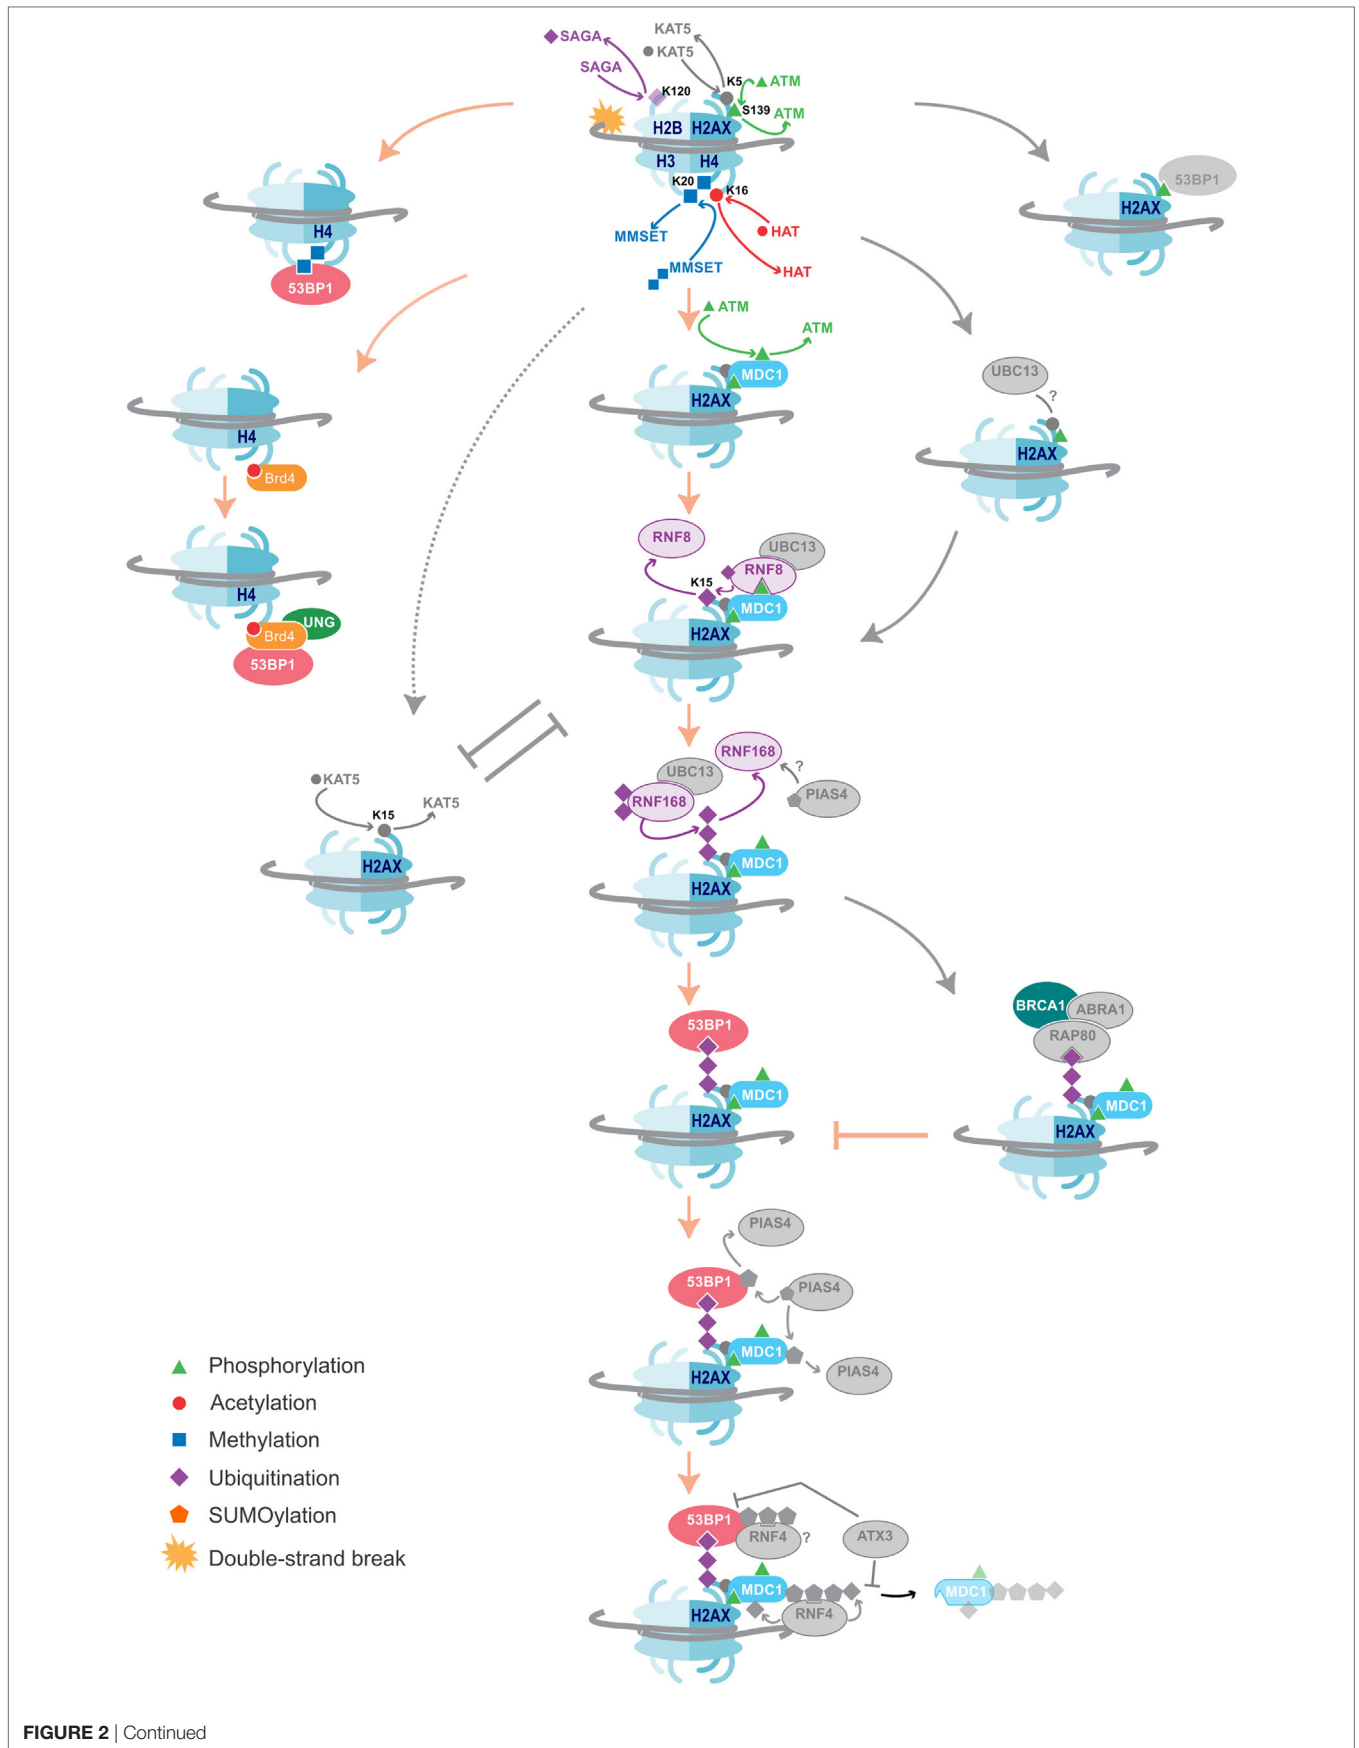 KAT5
SAGA
KAT5
SAGA
K5
ATM
K120
S139
ATM
H2B
H2AX
H3
H4
K20
K16
MMSET
HAT
MMSET
HAT
H4
53BP1
53BP1
H2AX
ATM
ATM
MDC1
H2AX
UBC13
?
H2AX
H4
Brd4
H4
UNG
Brd4
53BP1
RNF8
UBC13
RNF8
K15
MDC1
H2AX
RNF168
?
UBC13
RNF168
PIAS4
MDC1
H2AX
KAT5
KAT5
K15
H2AX
53BP1
MDC1
H2AX
BRCA1
ABRA1
RAP80
MDC1
H2AX
PIAS4
53BP1
PIAS4
MDC1
PIAS4
H2AX
53BP1
RNF4
?
ATX3
MDC1
RNF4
H2AX
MDC1
Phosphorylation
Acetylation
Methylation
Ubiquitination
SUMOylation
Double-strand break
FIGURE 2 | Continued